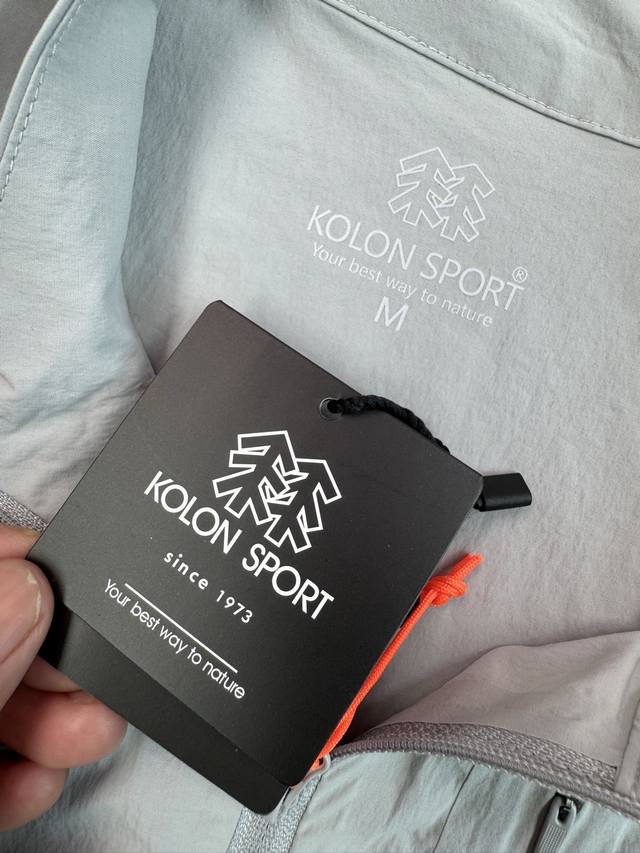 KOLON SPORT®
Your best way to nature
M
KOLON SPORT
since 1973
Your best way to nature